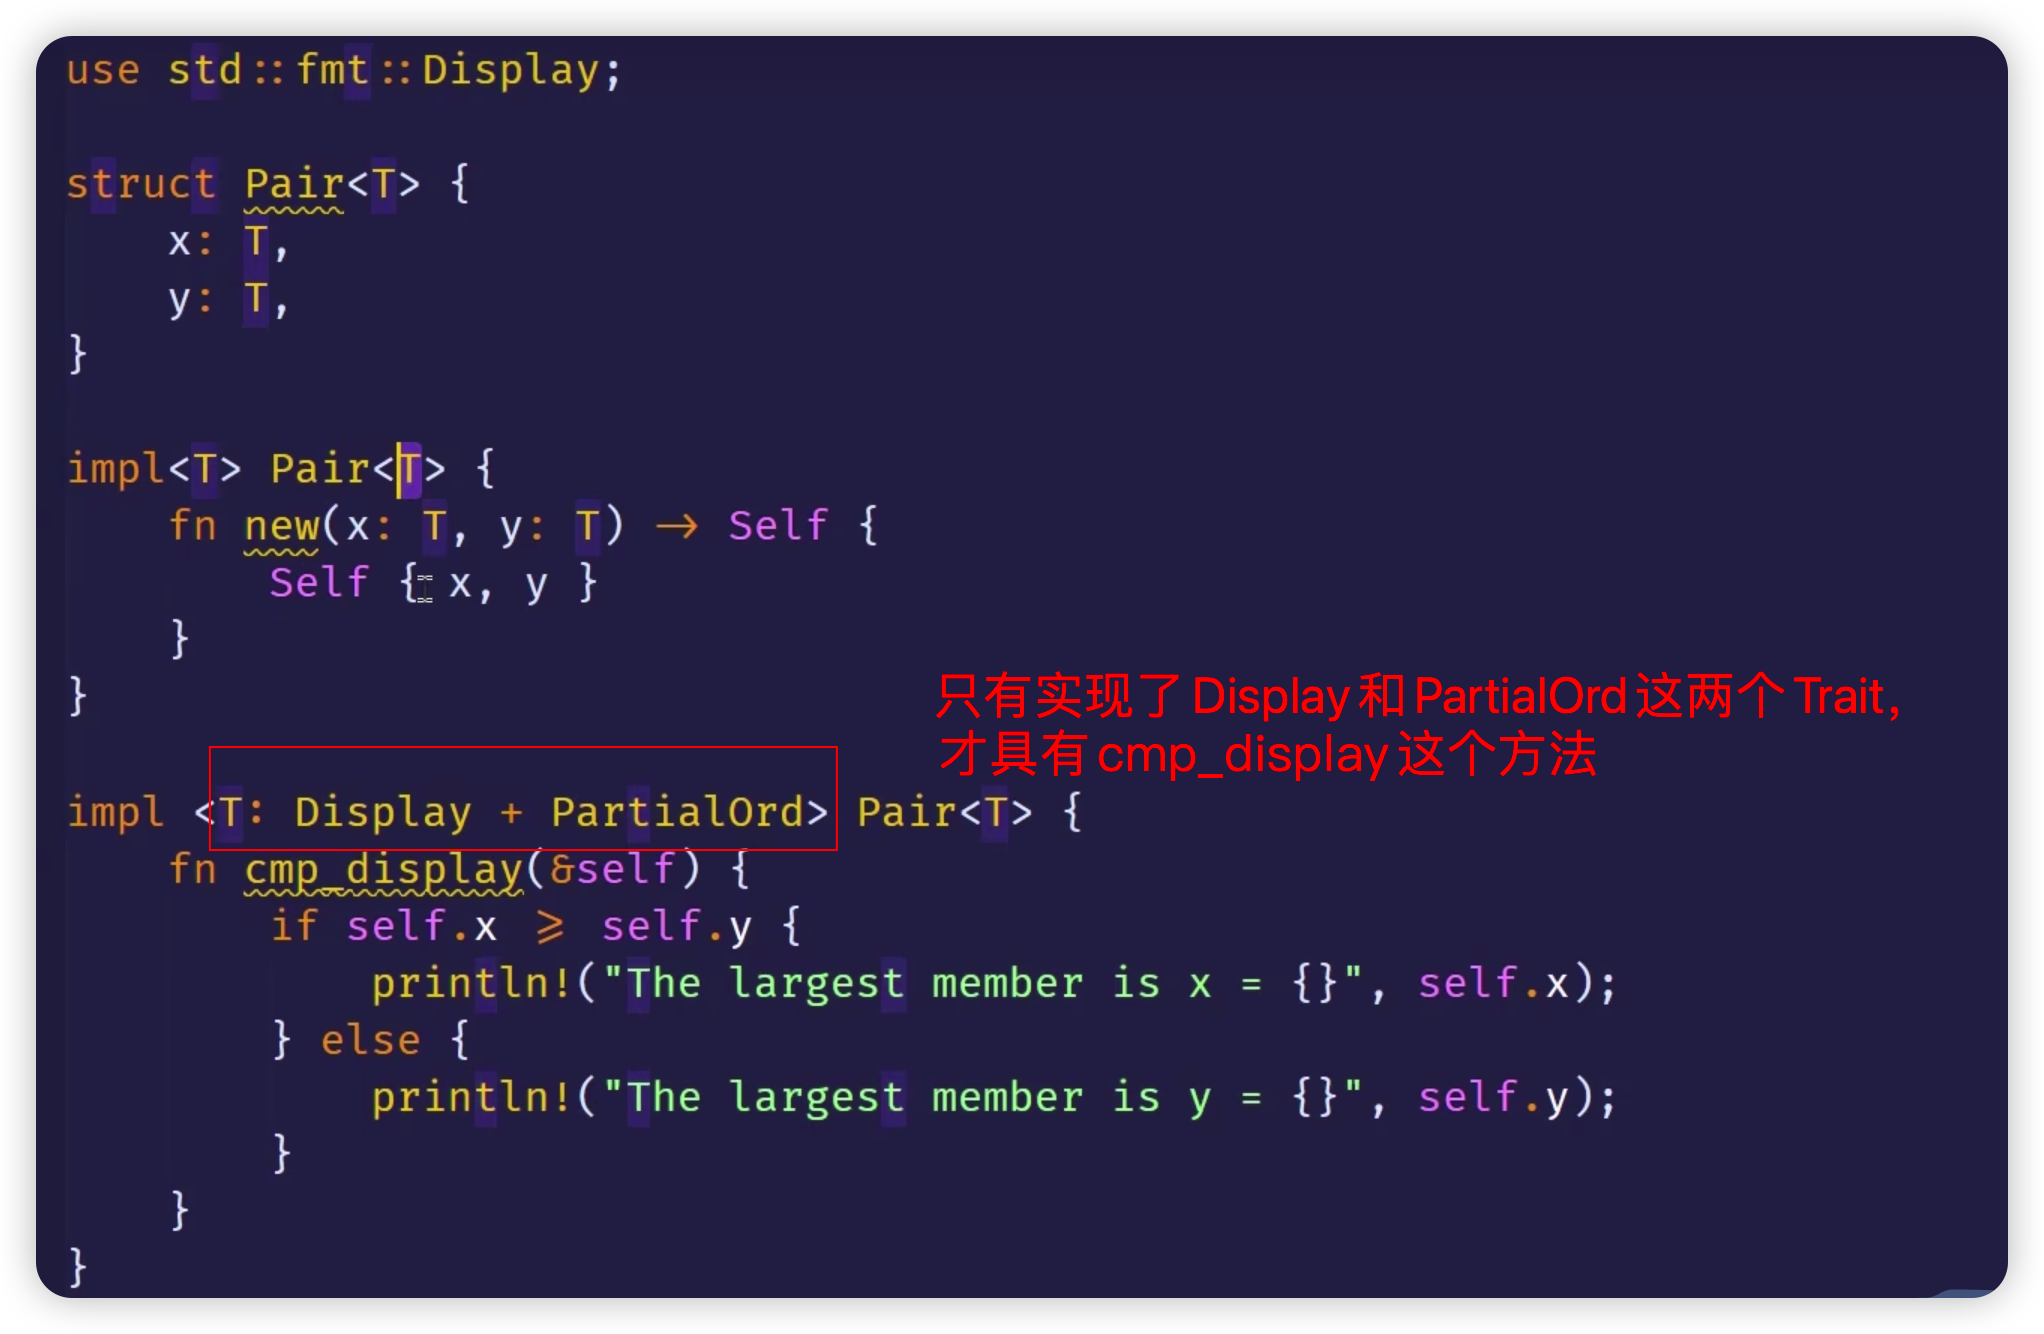 use std::fmt::Display;
struct Pair<T> {
x: T,
y: T,
}
impl<T> Pair<T> {
fn new(x: T, y: T) -> Self {
Self { x, y }
}
}
只有实现了Display和PartialOrd这两个Trait，
才具有cmp_display这个方法
impl <T: Display + PartialOrd> Pair<T> {
fn cmp_display(&self) {
if self.x >= self.y {
println!("The largest member is x = {}", self.x);
} else {
println!("The largest member is y = {}", self.y);
}
}
}